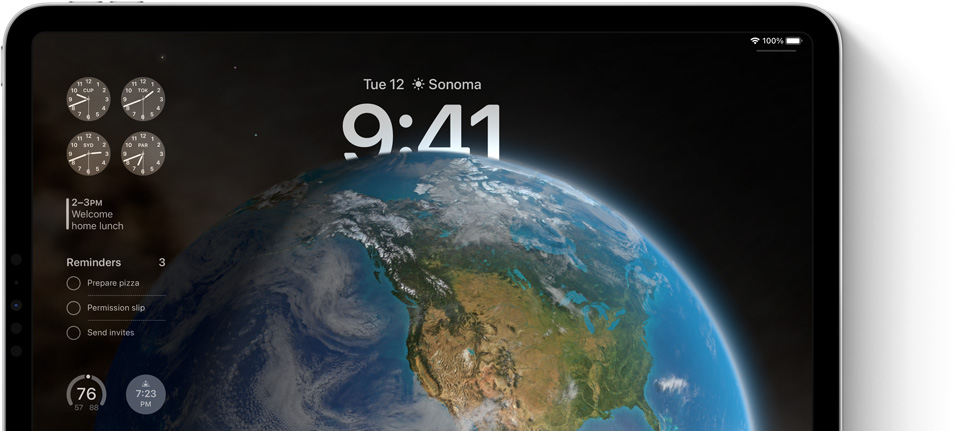 100%
Tue 12 Sonoma
9:41
CUP
TOK
SYD
PAR
2–3PM
Welcome
home lunch
Reminders 3
Prepare pizza
Permission slip
Send invites
76
57 88
7:23
PM